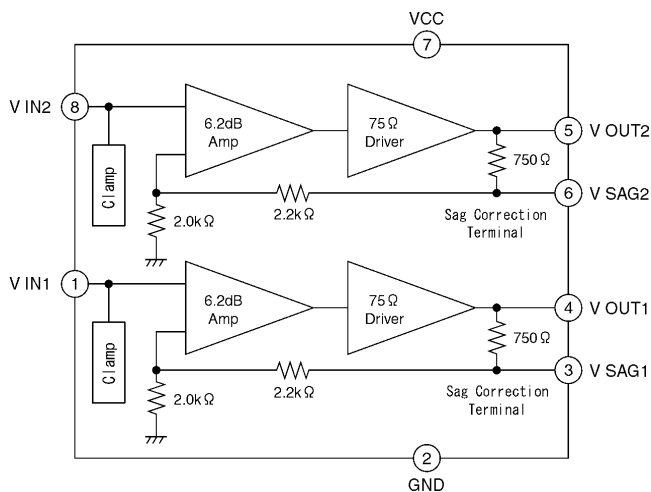 VCC
7
V IN2
8
6.2dB
Amp
75Ω
Driver
5
V OUT2
750Ω
Clamp
6
V SAG2
2.0kΩ
2.2kΩ
Sag Correction
Terminal
V IN1
1
6.2dB
Amp
75Ω
Driver
4
V OUT1
750Ω
Clamp
3
V SAG1
2.0kΩ
2.2kΩ
Sag Correction
Terminal
2
GND